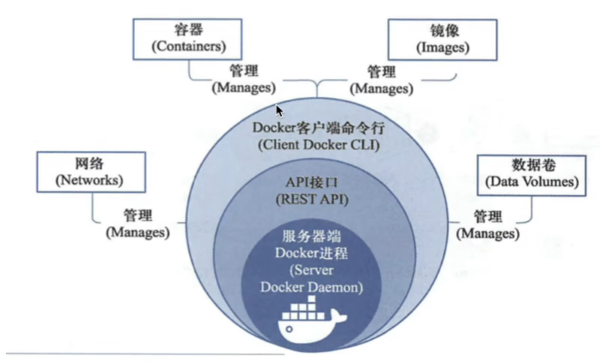 容器
(Containers)
镜像
(Images)
管理
(Manages)
管理
(Manages)
Docker客户端命令行
(Client Docker CLI)
网络
(Networks)
数据卷
(Data Volumes)
API接口
(REST API)
管理
(Manages)
管理
(Manages)
服务器端
Docker进程
(Server
Docker Daemon)